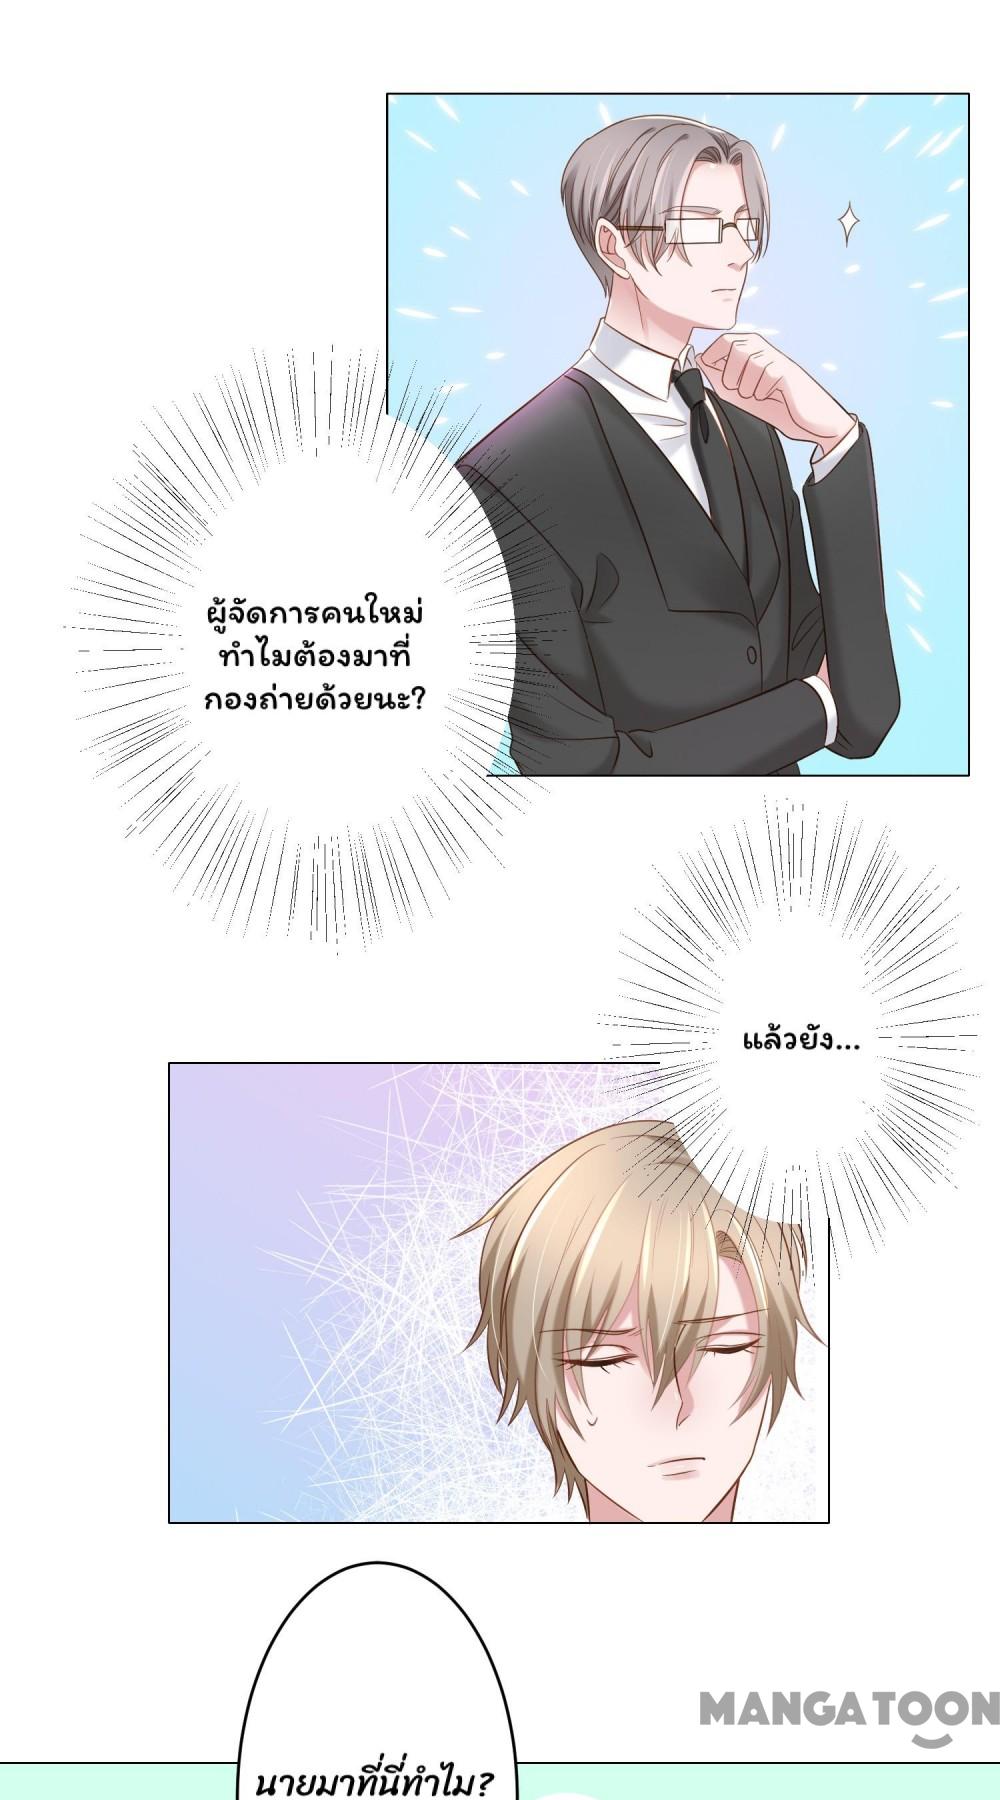 ผู้จัดการคนใหม่
ทำไมต้องมาที่
กองถ่ายด้วยนะ?
แล้วยัง...
MANGATOON
นายมาที่นี่ทำไม?